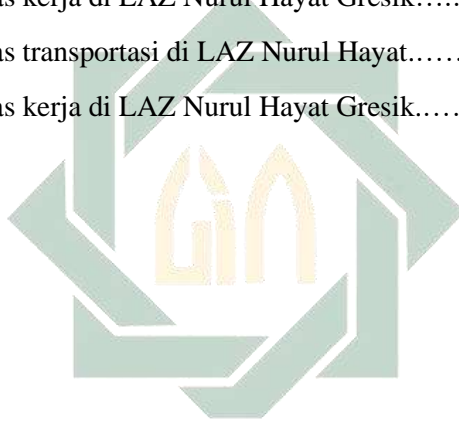 as kerja di LAZ Nurul Hayat Gresik…..
as transportasi di LAZ Nurul Hayat.……
as kerja di LAZ Nurul Hayat Gresik.……